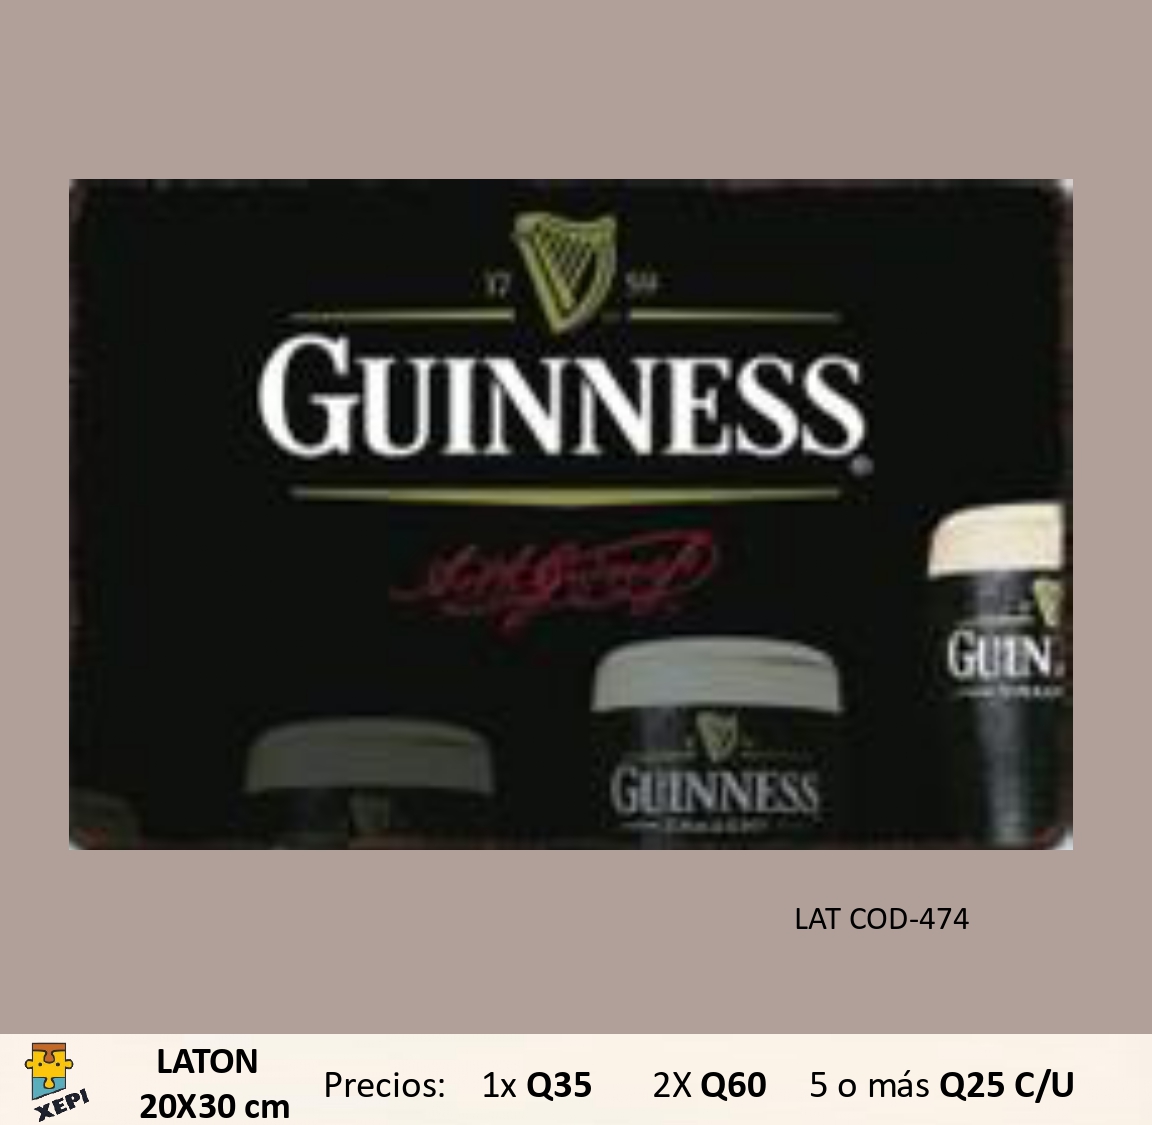 17 59
GUINNESS
GUIN
GUINNESS
LAT COD-474
LATON
20X30 cm
Precios: 1x Q35 2X Q60 5 o más Q25 C/U
XEPI